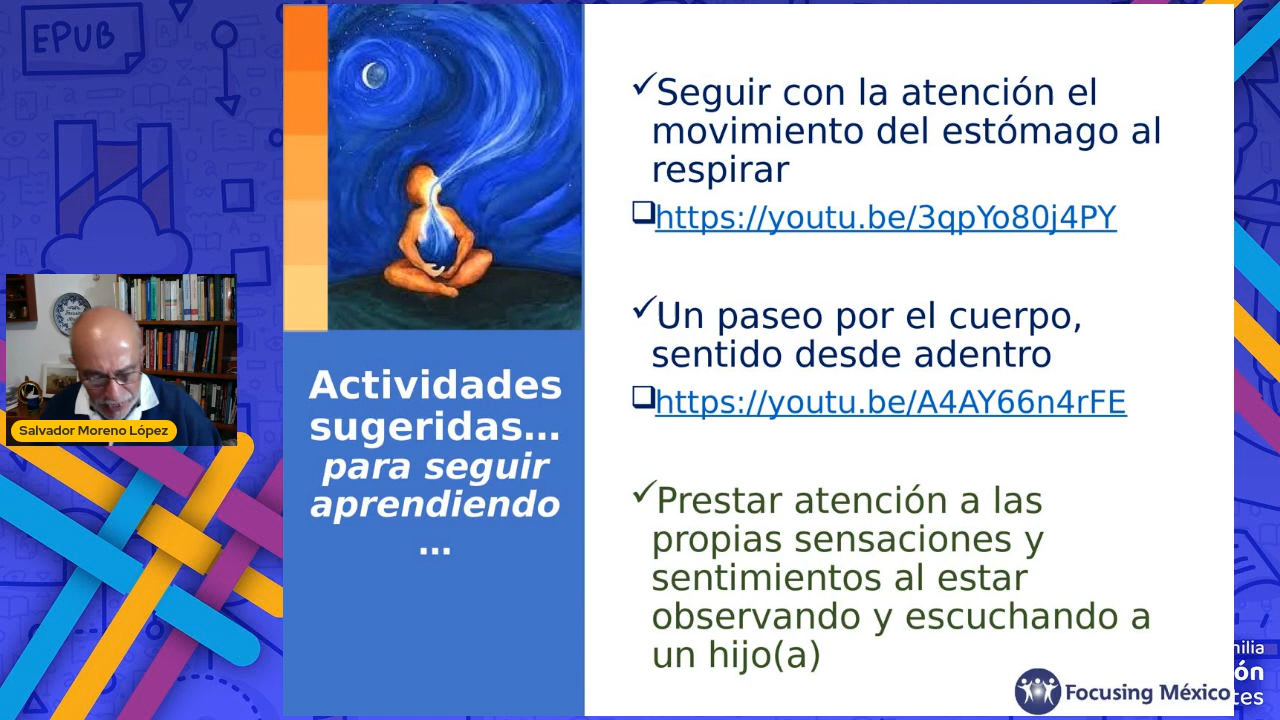 EPUB
Seguir con la atención el
movimiento del estómago al
respirar
https://youtu.be/3qpYo80j4PY
Un paseo por el cuerpo,
sentido desde adentro
https://youtu.be/A4AY66n4rFE
Prestar atención a las
propias sensaciones y
sentimientos al estar
observando y escuchando a
un hijo(a)
Actividades
sugeridas...
para seguir
aprendiendo
...
Salvador Moreno López
Focusing México